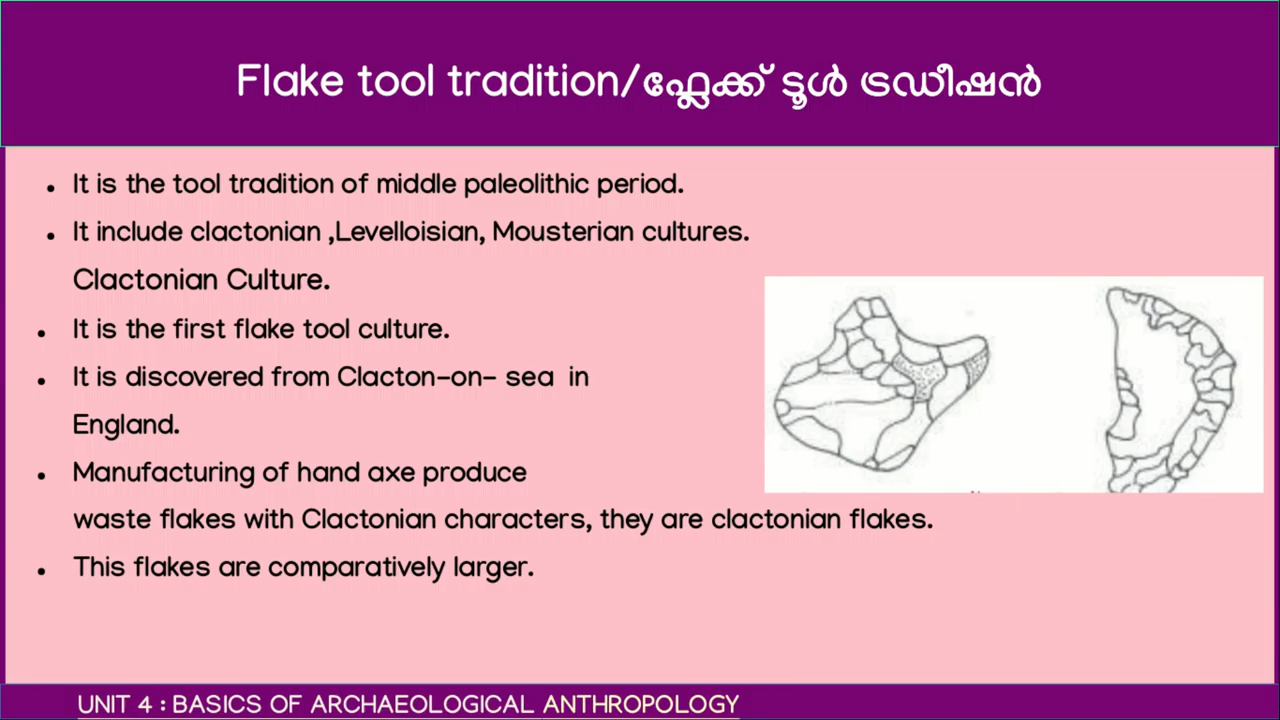 Flake tool tradition/ഫ്ലേക്ക് ടൂൾ ട്രഡീഷൻ
• It is the tool tradition of middle paleolithic period.
• It include clactonian ,Levelloisian, Mousterian cultures.
Clactonian Culture.
• It is the first flake tool culture.
• It is discovered from Clacton-on- sea in
England.
• Manufacturing of hand axe produce
waste flakes with Clactonian characters, they are clactonian flakes.
• This flakes are comparatively larger.
UNIT 4 : BASICS OF ARCHAEOLOGICAL ANTHROPOLOGY